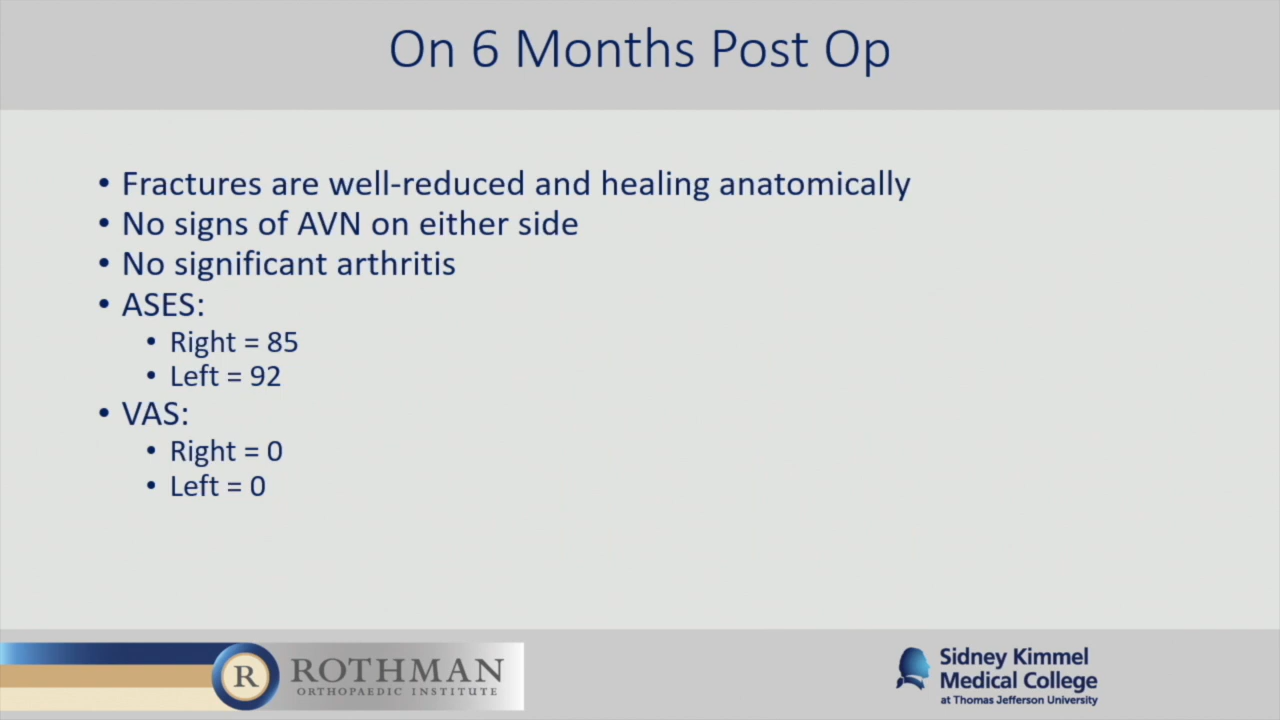 On 6 Months Post Op
• Fractures are well-reduced and healing anatomically
• No signs of AVN on either side
• No significant arthritis
• ASES:
• Right = 85
• Left = 92
• VAS:
• Right = 0
• Left = 0
R ROTHMAN
ORTHOPAEDIC INSTITUTE
Sidney Kimmel
Medical College
at Thomas Jefferson University